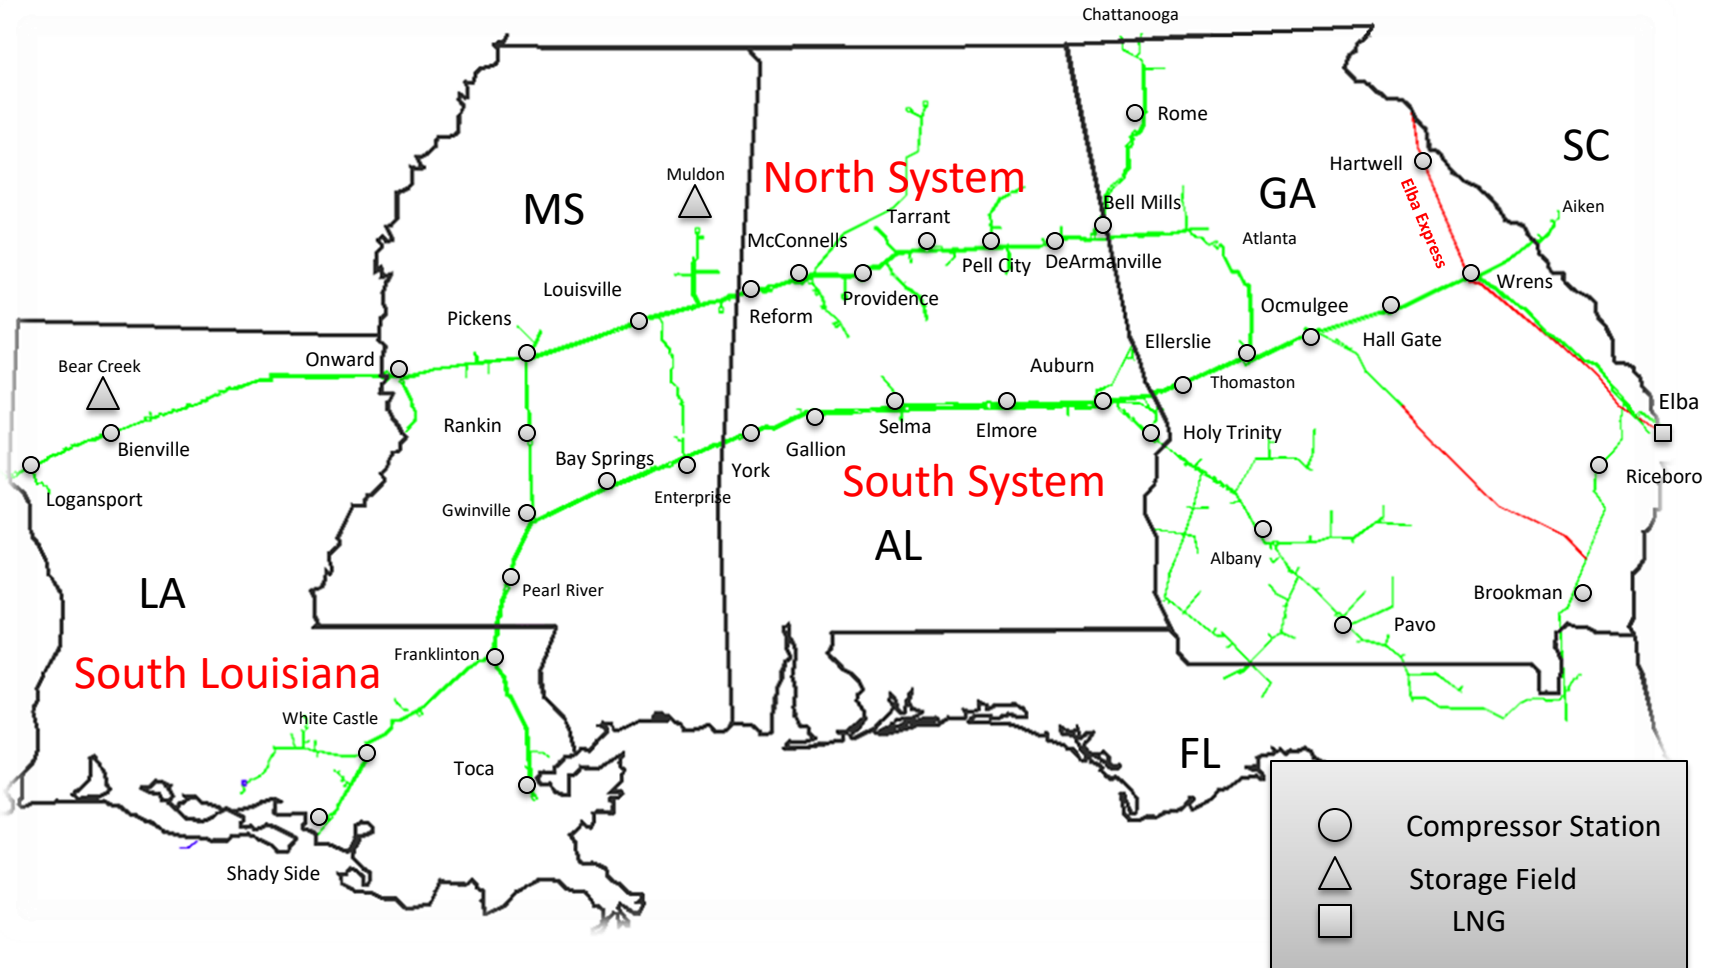 Chattanooga
Rome
SC
Hartwell
Muldon
North System
GA
MS
Elba Express
Bell Mills
Aiken
Tarrant
McConnells
Atlanta
Pell City
DeArmanville
Louisville
Providence
Wrens
Ocmulgee
Pickens
Reform
Hall Gate
Ellerslie
Onward
Bear Creek
Auburn
Thomaston
Elba
Rankin
Selma
Elmore
Holy Trinity
Bienville
Gallion
Bay Springs
York
South System
Riceboro
Logansport
Enterprise
Gwinville
AL
Albany
LA
Pearl River
Brookman
Pavo
Franklinton
South Louisiana
White Castle
Toca
FL
Shady Side
Compressor Station
Storage Field
LNG